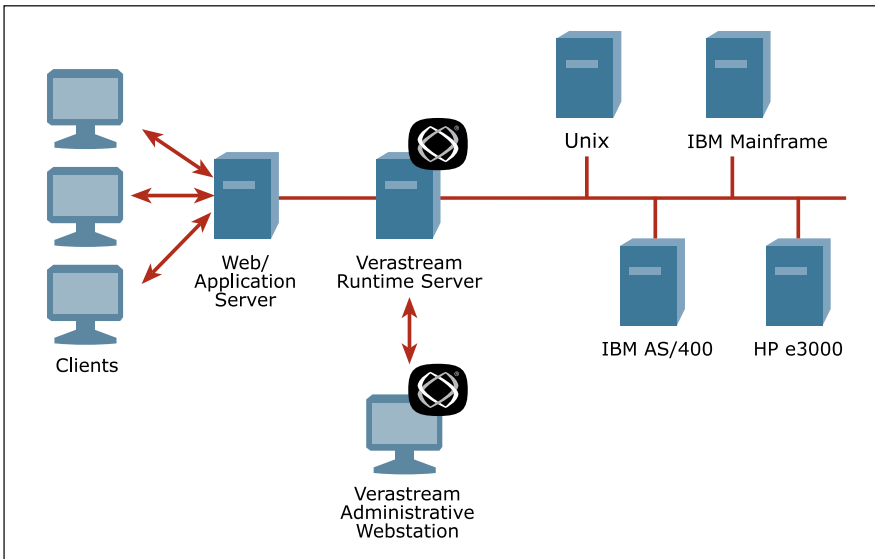 Unix
IBM Mainframe
Web/
Application
Server
Verastream
Runtime Server
IBM AS/400
HP e3000
Clients
®
®
Verastream
Administrative
Webstation